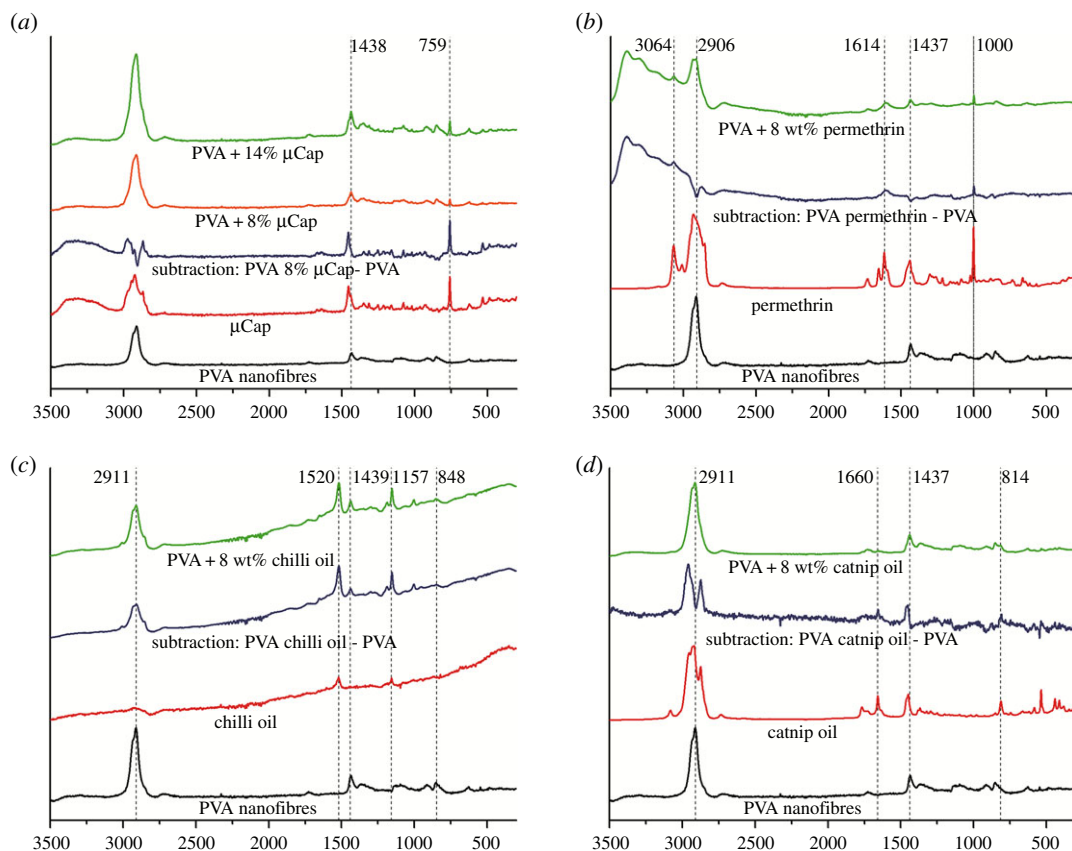 (a)
1438
759
PVA + 14% μCap
PVA + 8% μCap
subtraction: PVA 8% μCap- PVA
μCap
PVA nanofibres
3500 3000 2500 2000 1500 1000 500
(b)
3064
2906
1614
1437
1000
PVA + 8 wt% permethrin
subtraction: PVA permethrin - PVA
permethrin
PVA nanofibres
3500 3000 2500 2000 1500 1000 500
(c)
2911
1520
1439
1157
848
PVA + 8 wt% chilli oil
subtraction: PVA chilli oil - PVA
chilli oil
PVA nanofibres
3500 3000 2500 2000 1500 1000 500
(d)
2911
1660
1437
814
PVA + 8 wt% catnip oil
subtraction: PVA catnip oil - PVA
catnip oil
PVA nanofibres
3500 3000 2500 2000 1500 1000 500